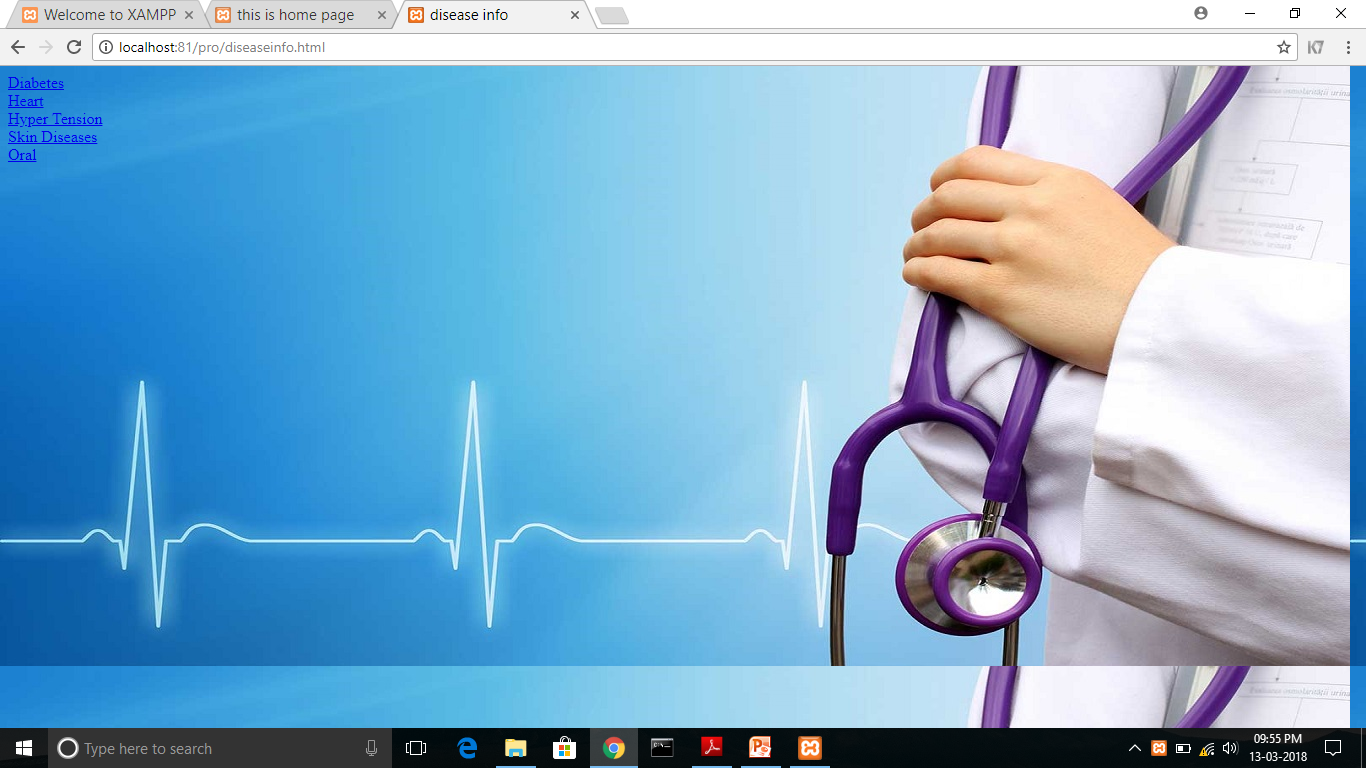 Welcome to XAMPP
this is home page
disease info
localhost:81/pro/diseaseinfo.html
K7
Diabetes
Heart
Hyper Tension
Skin Diseases
Oral
Type here to search
09:55 PM
13-03-2018